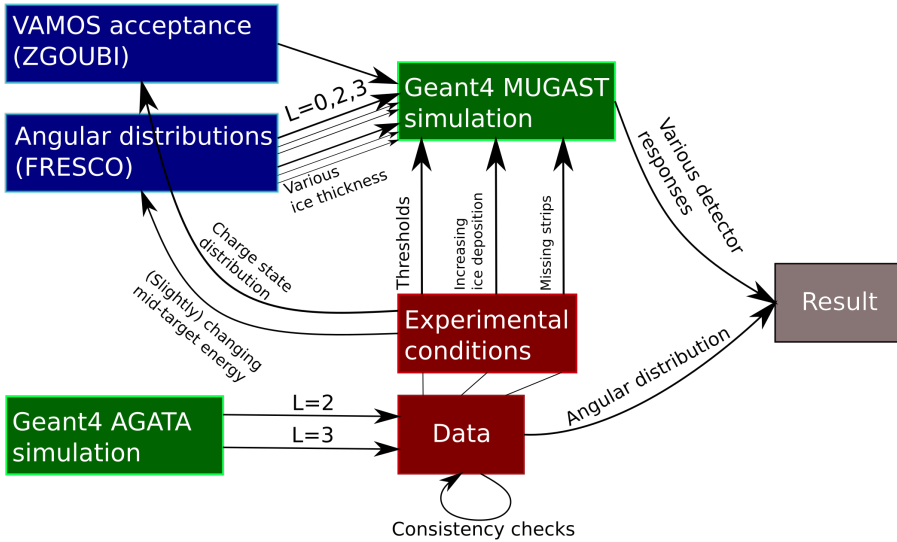 VAMOS acceptance
(ZGOUBI)
Angular distributions
(FRESCO)
L=0,2,3
Various
ice thickness
Geant4 MUGAST
simulation
Various detector
responses
Charge state
distribution
(Slightly) changing
mid-target energy
Thresholds
Increasing
ice deposition
Missing strips
Experimental
conditions
Result
Geant4 AGATA
simulation
L=2
L=3
Data
Angular distribution
Consistency checks